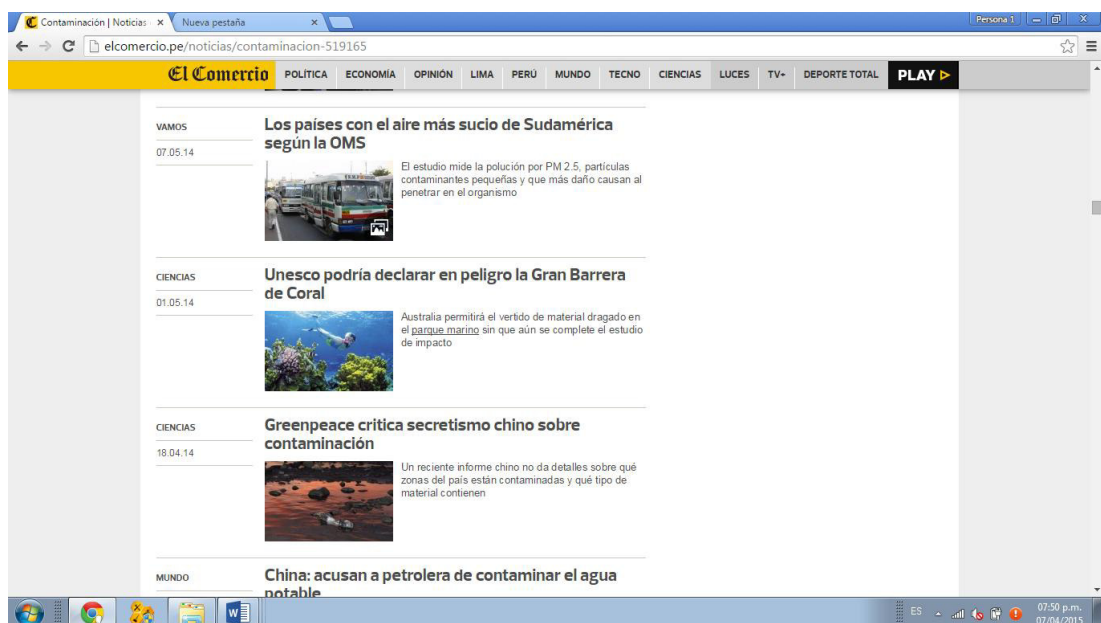 Contaminación | Noticias
Nueva pestaña
Persona 1
elcomercio.pe/noticias/contaminacion-519165
El Comercio POLÍTICA ECONOMÍA OPINIÓN LIMA PERÚ MUNDO TECNO CIENCIAS LUCES TV+ DEPORTE TOTAL PLAY
VAMOS
07.05.14
Los países con el aire más sucio de Sudamérica
según la OMS
El estudio mide la polución por PM 2.5, partículas
contaminantes pequeñas y que más daño causan al
penetrar en el organismo
CIENCIAS
01.05.14
Unesco podría declarar en peligro la Gran Barrera
de Coral
Australia permitirá el vertido de material dragado en
el parque marino sin que aún se complete el estudio
de impacto
CIENCIAS
18.04.14
Greenpeace critica secretismo chino sobre
contaminación
Un reciente informe chino no da detalles sobre qué
zonas del país están contaminadas y qué tipo de
material contienen
MUNDO
China: acusan a petrolera de contaminar el agua
potable
ES
07:50 p.m.
07/04/2015